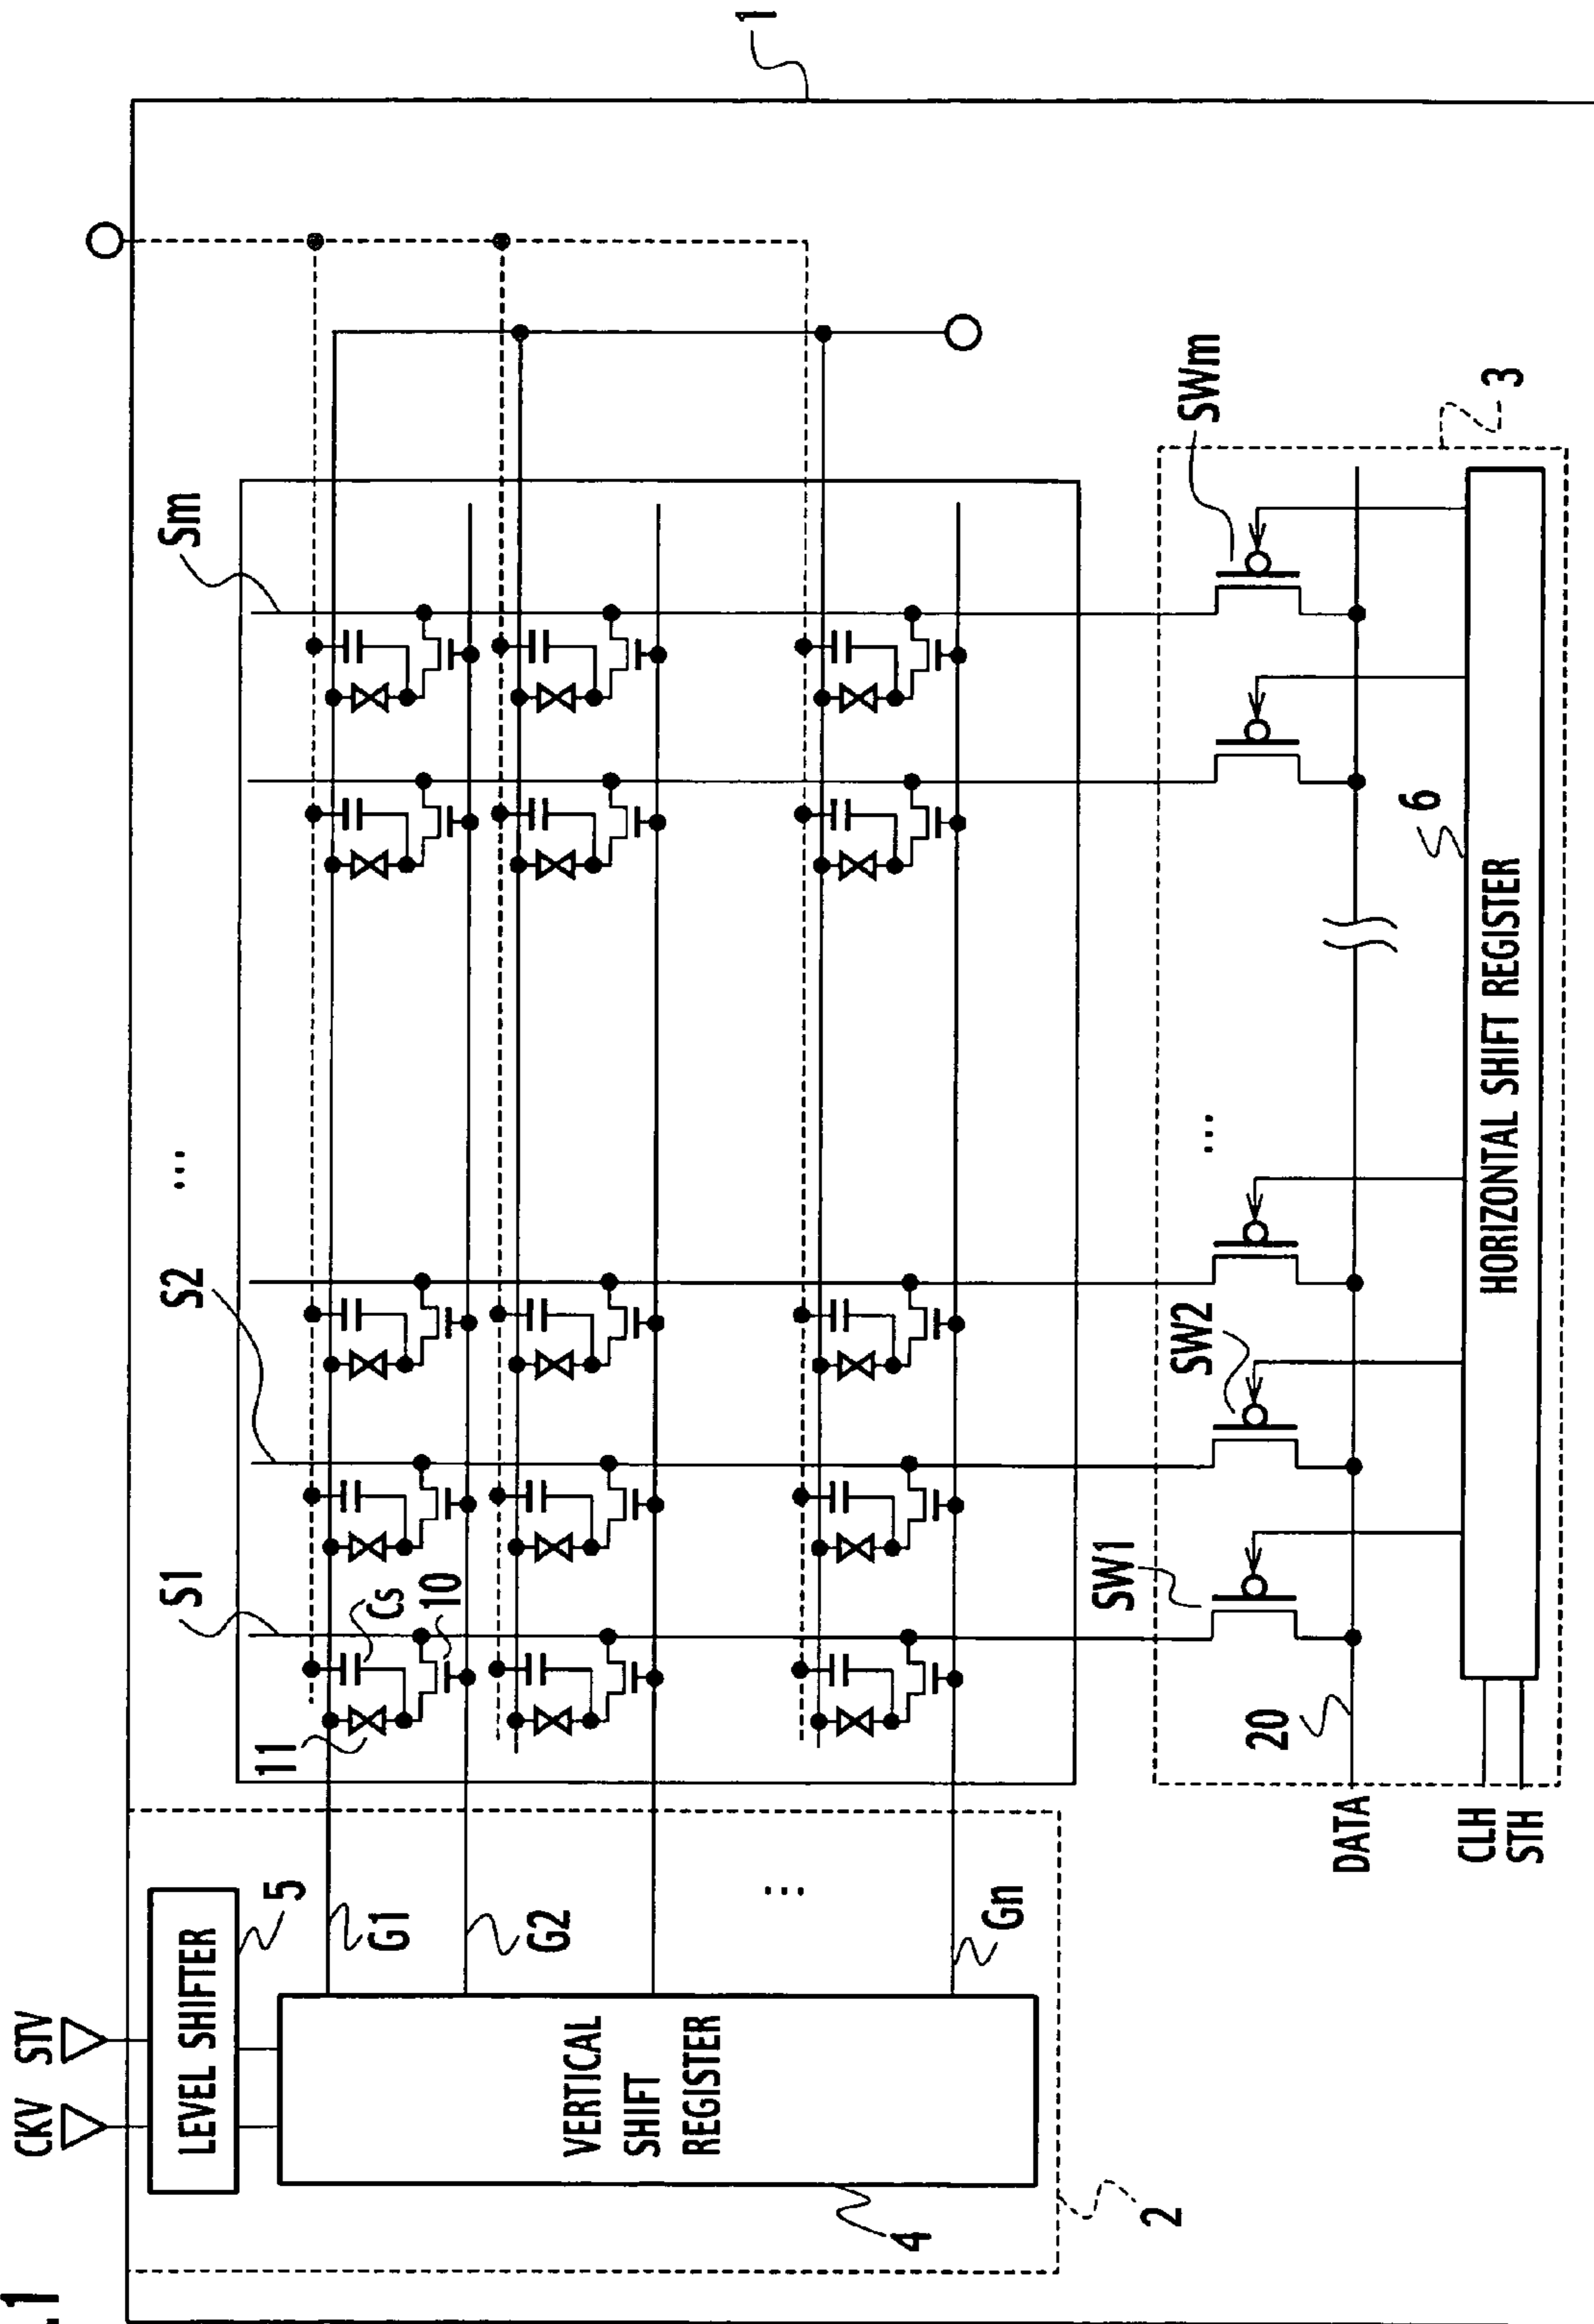 .1
1
CKV STV
LEVEL SHIFTER
5
VERTICAL
SHIFT
REGISTER
4
2
G1
G2
...
Gn
S1
S2
...
Sm
11
Cs
10
SW1
SW2
...
SWm
3
20
DATA
CLH
STH
6
HORIZONTAL SHIFT REGISTER